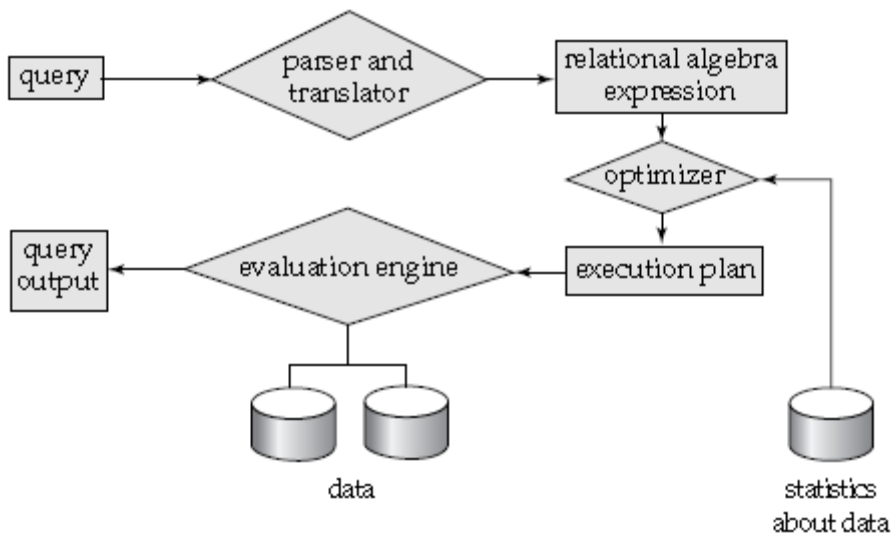 query
parser and
translator
relational algebra
expression
optimizer
query
output
evaluation engine
execution plan
data
statistics
about data